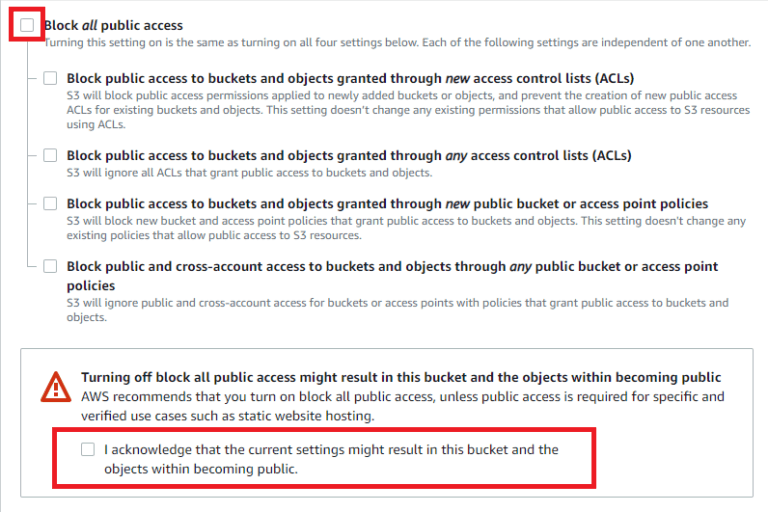 Block all public access
Turning this setting on is the same as turning on all four settings below. Each of the following settings are independent of one another.
Block public access to buckets and objects granted through new access control lists (ACLs)
S3 will block public access permissions applied to newly added buckets or objects, and prevent the creation of new public access
ACLs for existing buckets and objects. This setting doesn't change any existing permissions that allow public access to S3 resources
using ACLs.
Block public access to buckets and objects granted through any access control lists (ACLs)
S3 will ignore all ACLs that grant public access to buckets and objects.
Block public access to buckets and objects granted through new public bucket or access point policies
S3 will block new bucket and access point policies that grant public access to buckets and objects. This setting doesn't change any
existing policies that allow public access to S3 resources.
Block public and cross-account access to buckets and objects through any public bucket or access point
policies
S3 will ignore public and cross-account access for buckets or access points with policies that grant public access to buckets and
objects.
Turning off block all public access might result in this bucket and the objects within becoming public
AWS recommends that you turn on block all public access, unless public access is required for specific and
verified use cases such as static website hosting.
I acknowledge that the current settings might result in this bucket and the
objects within becoming public.